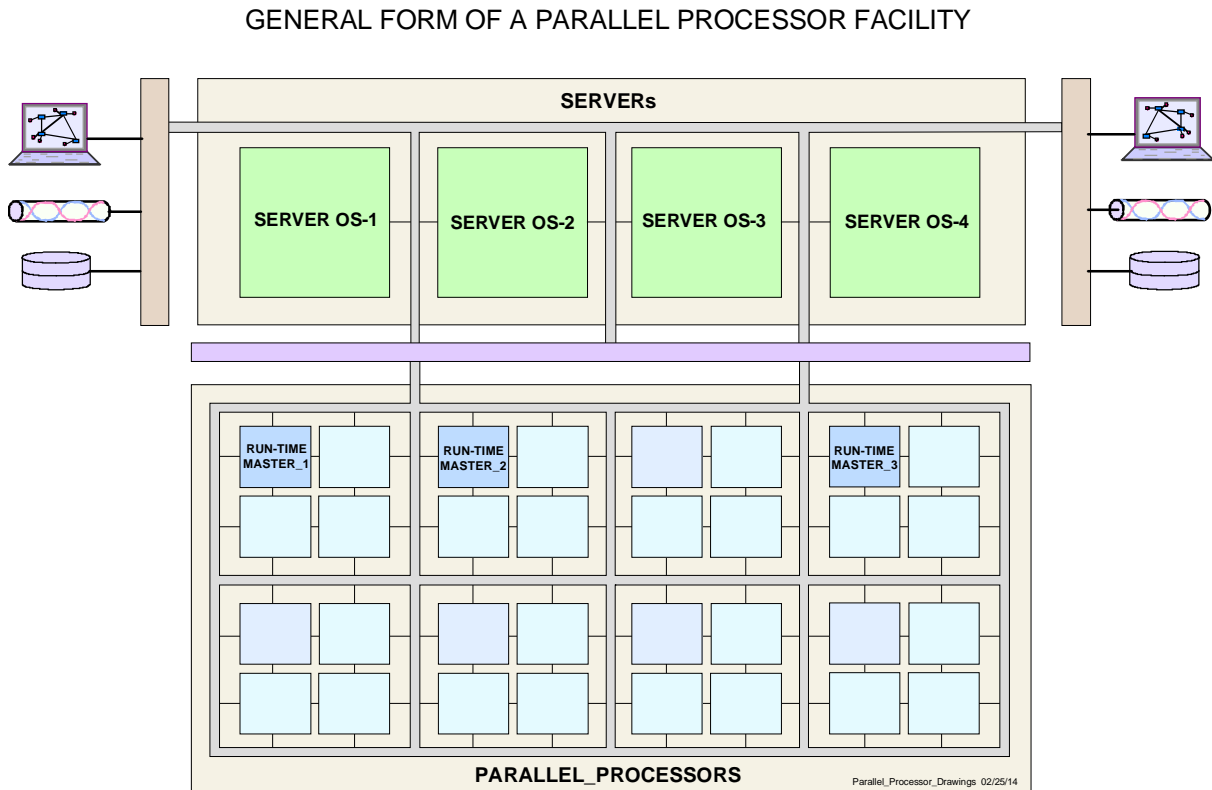 GENERAL FORM OF A PARALLEL PROCESSOR FACILITY
SERVERs
SERVER OS-1
SERVER OS-2
SERVER OS-3
SERVER OS-4
RUN-TIME
MASTER_1
RUN-TIME
MASTER_2
RUN-TIME
MASTER_3
PARALLEL_PROCESSORS
Parallel_Processor_Drawings 02/25/14